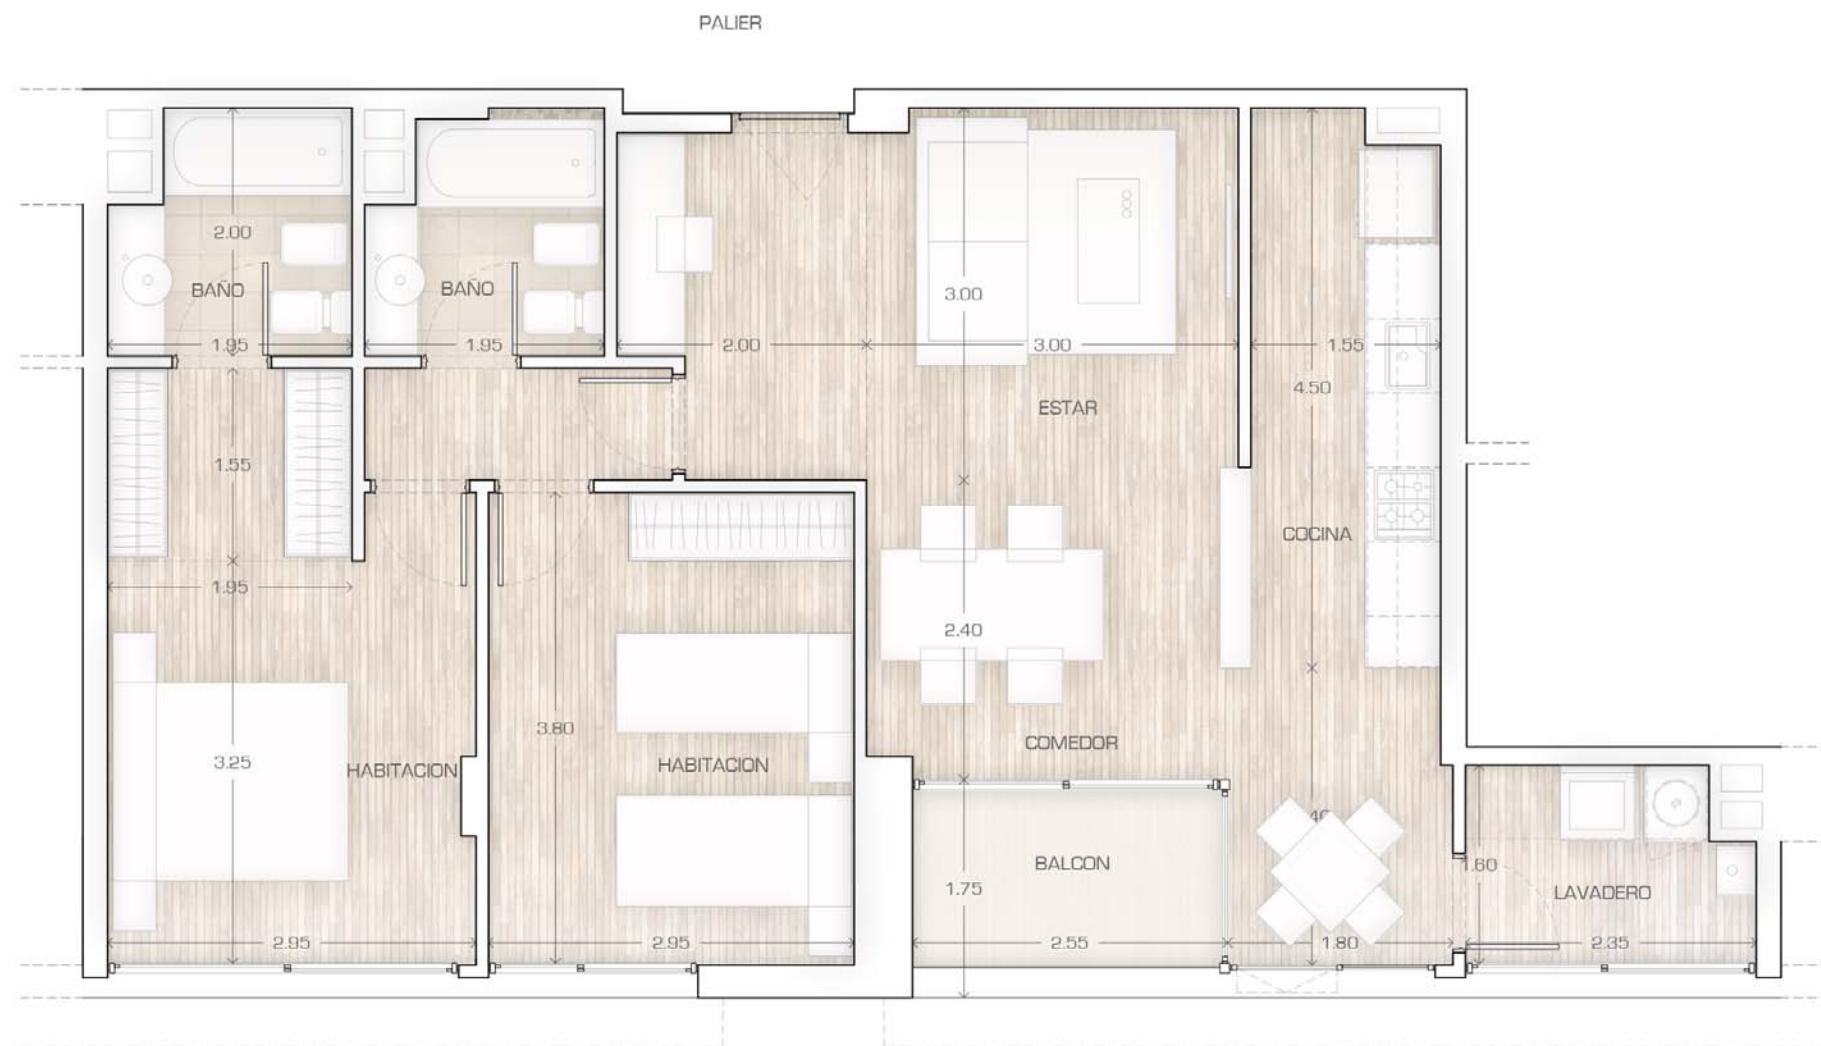 PALIER
2.00
BAÑO
BAÑO
1.95
1.95
2.00
3.00
3.00
1.55
4.50
ESTAR
1.55
COCINA
1.95
2.40
3.80
3.25
HABITACION
HABITACION
COMEDOR
BALCON
1.75
.60
LAVADERO
2.95
2.95
2.55
1.80
2.35